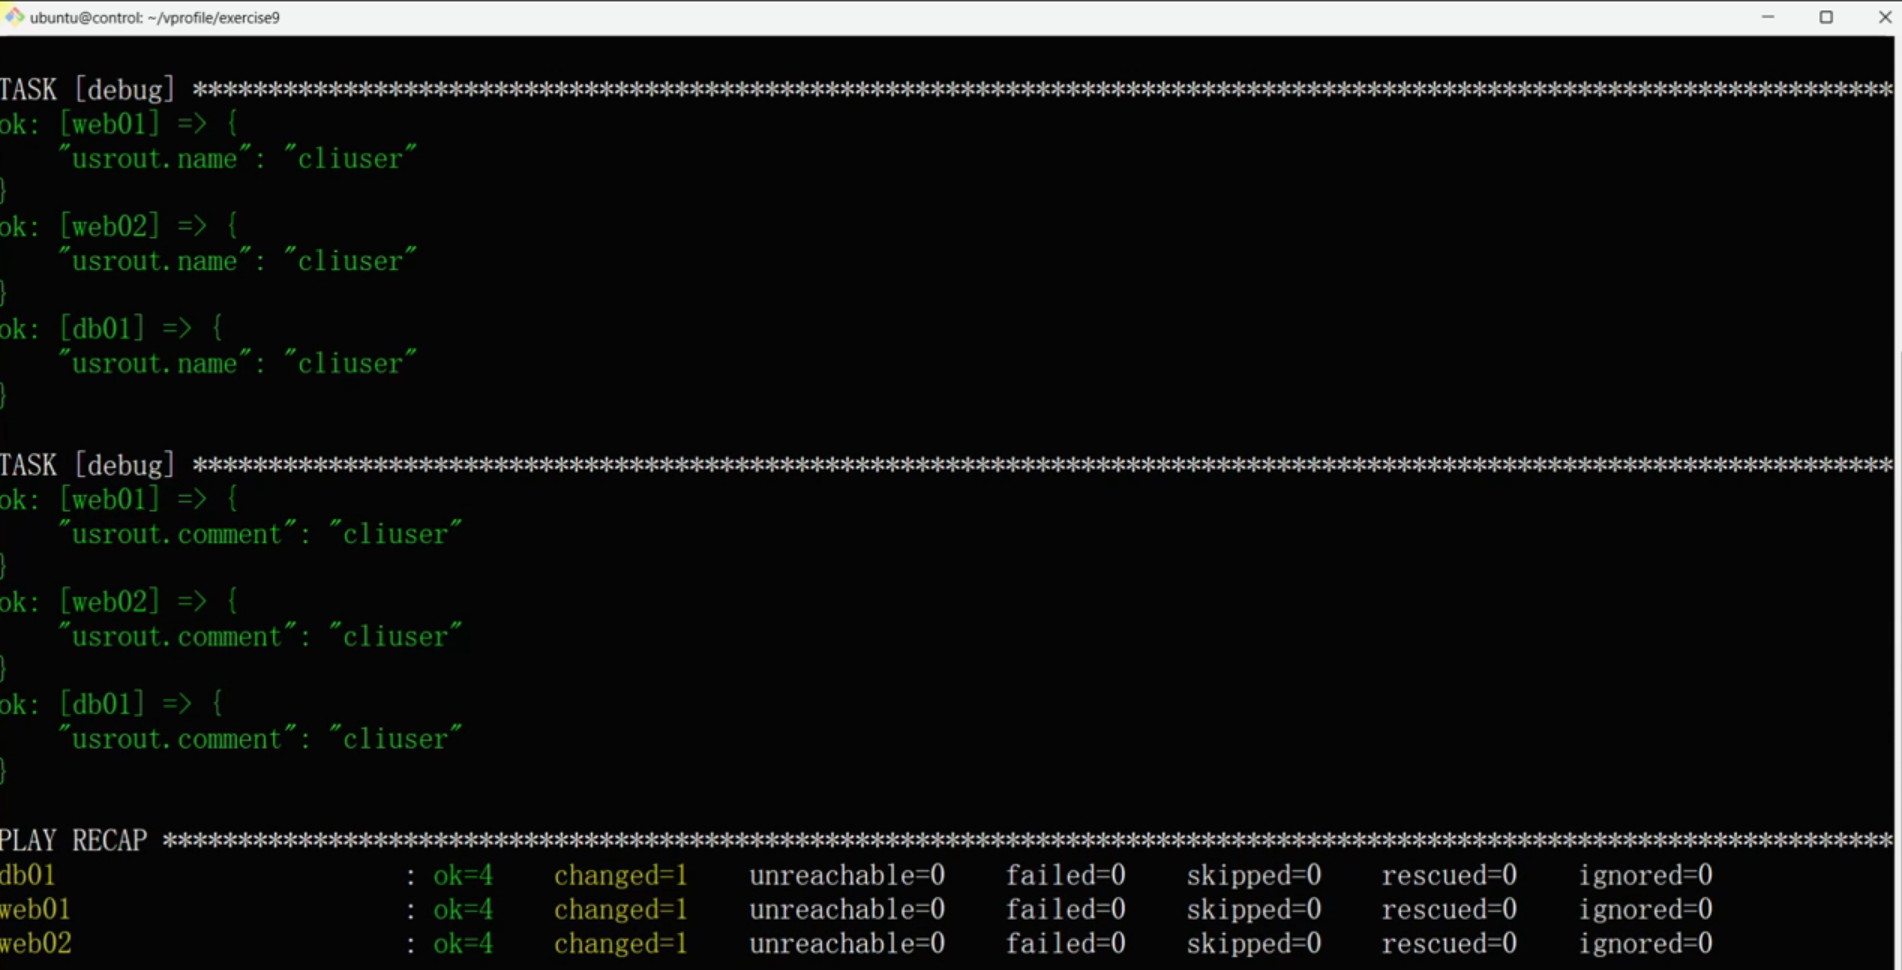 ubuntu@control: ~/vprofile/exercise9
TASK [debug] ******************************************************************************************************************
ok: [web01] => {
    "usrout.name": "cliuser"
}
ok: [web02] => {
    "usrout.name": "cliuser"
}
ok: [db01] => {
    "usrout.name": "cliuser"
}
TASK [debug] ******************************************************************************************************************
ok: [web01] => {
    "usrout.comment": "cliuser"
}
ok: [web02] => {
    "usrout.comment": "cliuser"
}
ok: [db01] => {
    "usrout.comment": "cliuser"
}
PLAY RECAP ********************************************************************************************************************
db01                       : ok=4    changed=1    unreachable=0    failed=0    skipped=0    rescued=0    ignored=0
web01                      : ok=4    changed=1    unreachable=0    failed=0    skipped=0    rescued=0    ignored=0
web02                      : ok=4    changed=1    unreachable=0    failed=0    skipped=0    rescued=0    ignored=0